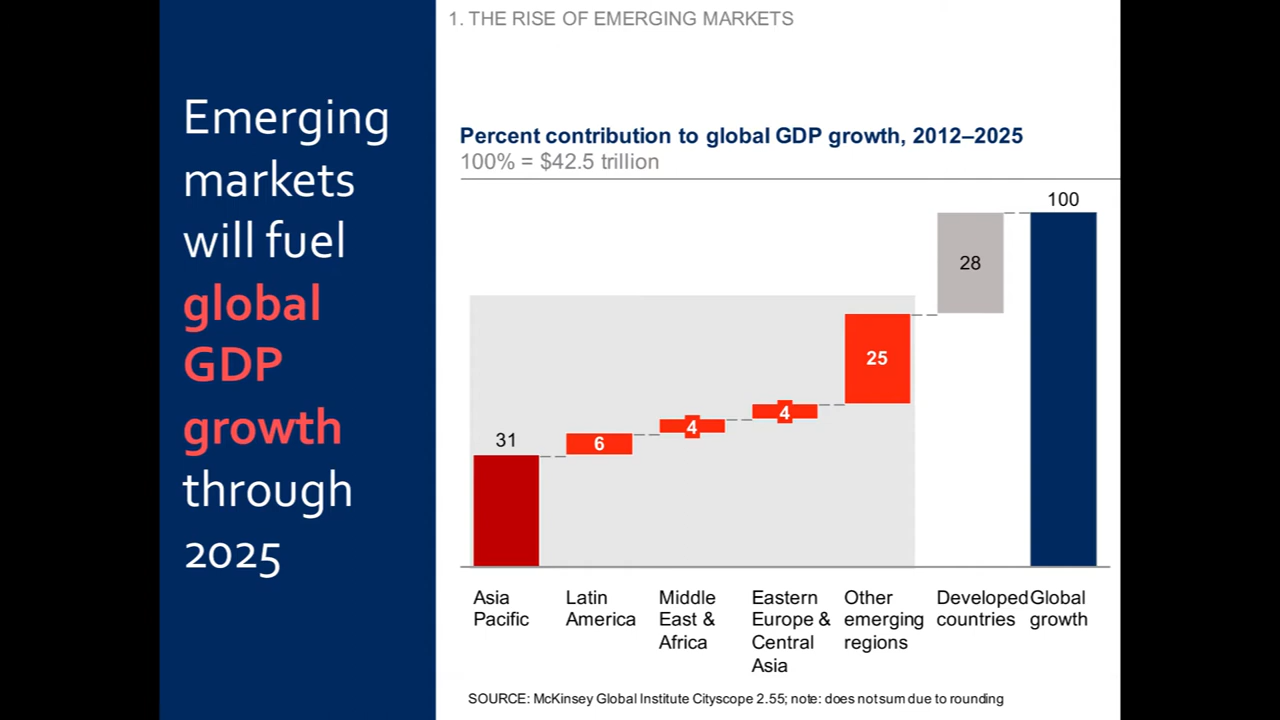 1. THE RISE OF EMERGING MARKETS
Emerging
markets
will fuel
global
GDP
growth
through
2025
Percent contribution to global GDP growth, 2012–2025
100% = $42.5 trillion
31
6
4
4
25
28
100
Asia
Pacific
Latin
America
Middle
East &
Africa
Eastern
Europe &
Central
Asia
Other
emerging
regions
Developed
countries
Global
growth
SOURCE: McKinsey Global Institute Cityscope 2.55; note: does not sum due to rounding